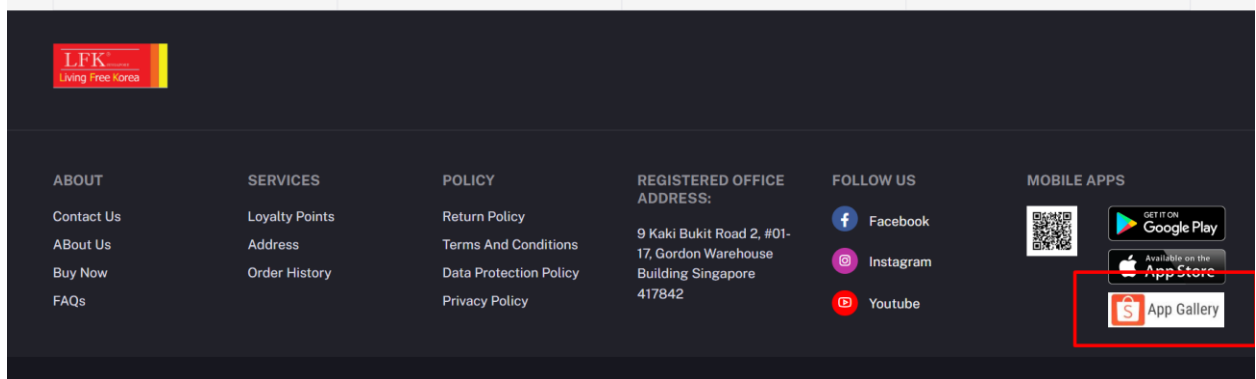 LFK
Living Free Korea
ABOUT
Contact Us
ABout Us
Buy Now
FAQs
SERVICES
Loyalty Points
Address
Order History
POLICY
Return Policy
Terms And Conditions
Data Protection Policy
Privacy Policy
REGISTERED OFFICE
ADDRESS:
9 Kaki Bukit Road 2, #01-
17, Gordon Warehouse
Building Singapore
417842
FOLLOW US
Facebook
Instagram
Youtube
MOBILE APPS
GET IT ON
Google Play
Available on the
App Store
S App Gallery